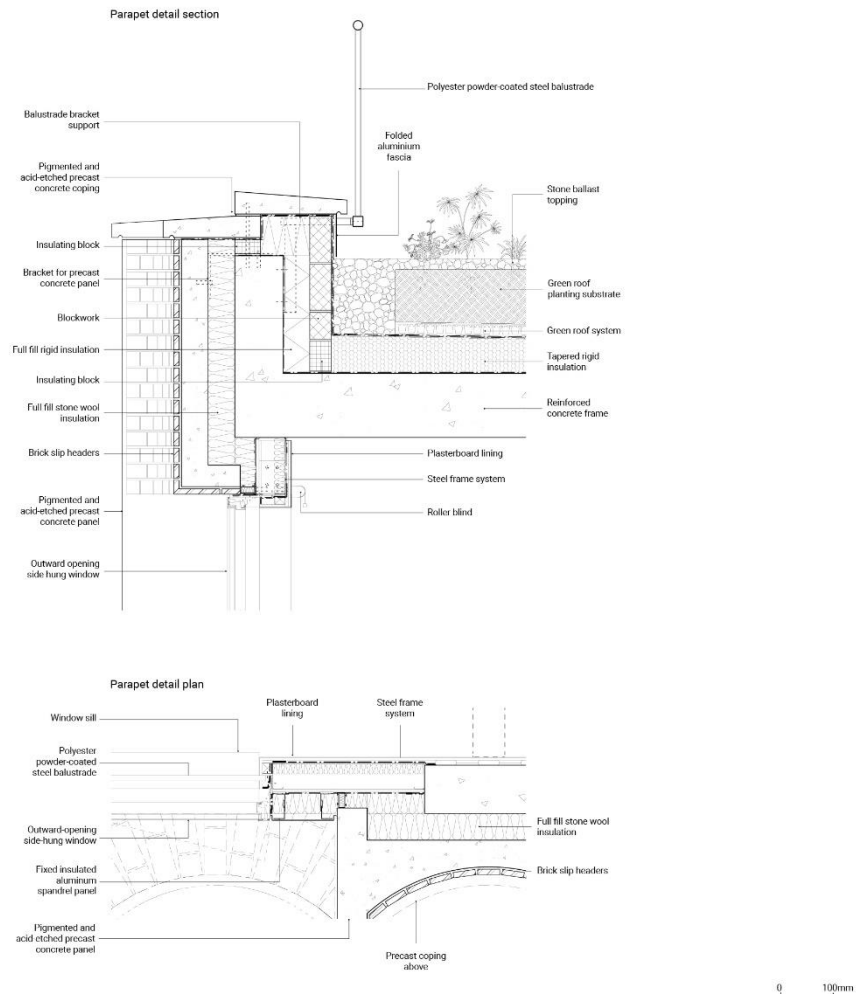 Parapet detail section
Polyester powder-coated steel balustrade
Balustrade bracket
support
Folded
aluminium
fascia
Pigmented and
acid-etched precast
concrete coping
Stone ballast
topping
Insulating block
Bracket for precast
concrete panel
Green roof
planting substrate
Blockwork
Green roof system
Full fill rigid insulation
Tapered rigid
insulation
Insulating block
Full fill stone wool
insulation
Reinforced
concrete frame
Brick slip headers
Plasterboard lining
Steel frame system
Pigmented and
acid-etched precast
concrete panel
Roller blind
Outward opening
side hung window
Parapet detail plan
Plasterboard
lining
Steel frame
system
Window sill
Polyester
powder-coated
steel balustrade
Full fill stone wool
insulation
Outward-opening
side-hung window
Fixed insulated
aluminum
spandrel panel
Brick slip headers
Pigmented and
acid etched precast
concrete panel
Precast coping
above
0 100mm